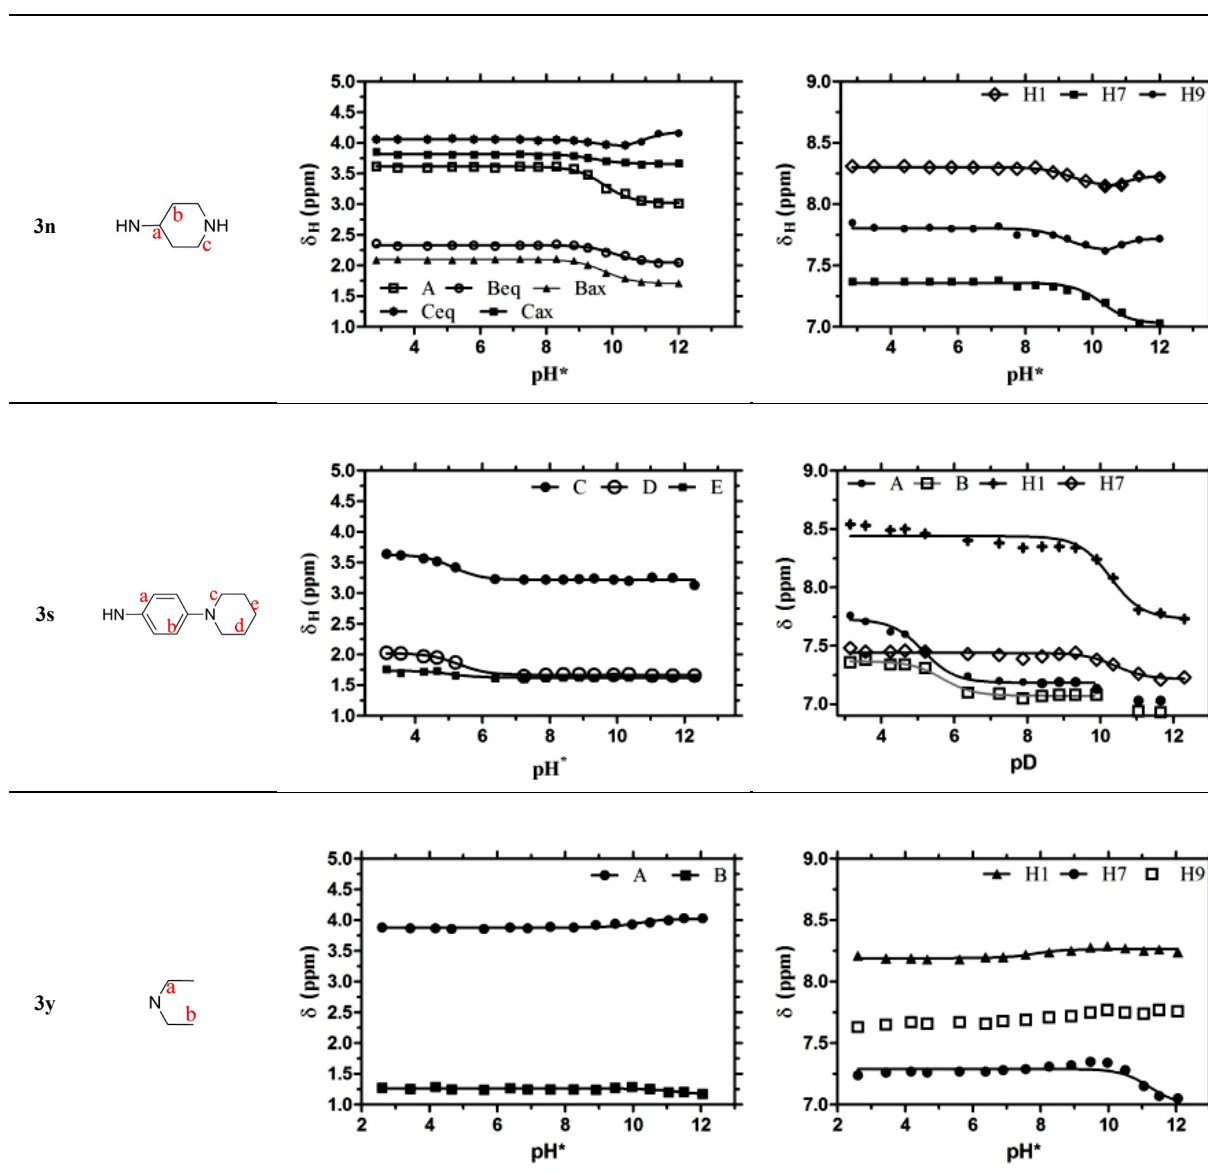 3n
HN
a
b
NH
c
5.0
4.5
4.0
3.5
3.0
2.5
2.0
1.5
1.0
δH (ppm)
A Beq Bax
Ceq Cax
4 6 8 10 12
pH*
9.0
8.5
8.0
7.5
7.0
δH (ppm)
H1 H7 H9
4 6 8 10 12
pH*
3s
HN
a
b
N
c
e
d
5.0
4.5
4.0
3.5
3.0
2.5
2.0
1.5
1.0
δH (ppm)
C D E
4 6 8 10 12
pH*
9.0
8.5
8.0
7.5
7.0
δ (ppm)
A B H1 H7
4 6 8 10 12
pD
3y
N
a
b
5.0
4.5
4.0
3.5
3.0
2.5
2.0
1.5
1.0
δ (ppm)
A B
2 4 6 8 10 12
pH*
9.0
8.5
8.0
7.5
7.0
δ (ppm)
H1 H7 H9
2 4 6 8 10 12
pH*